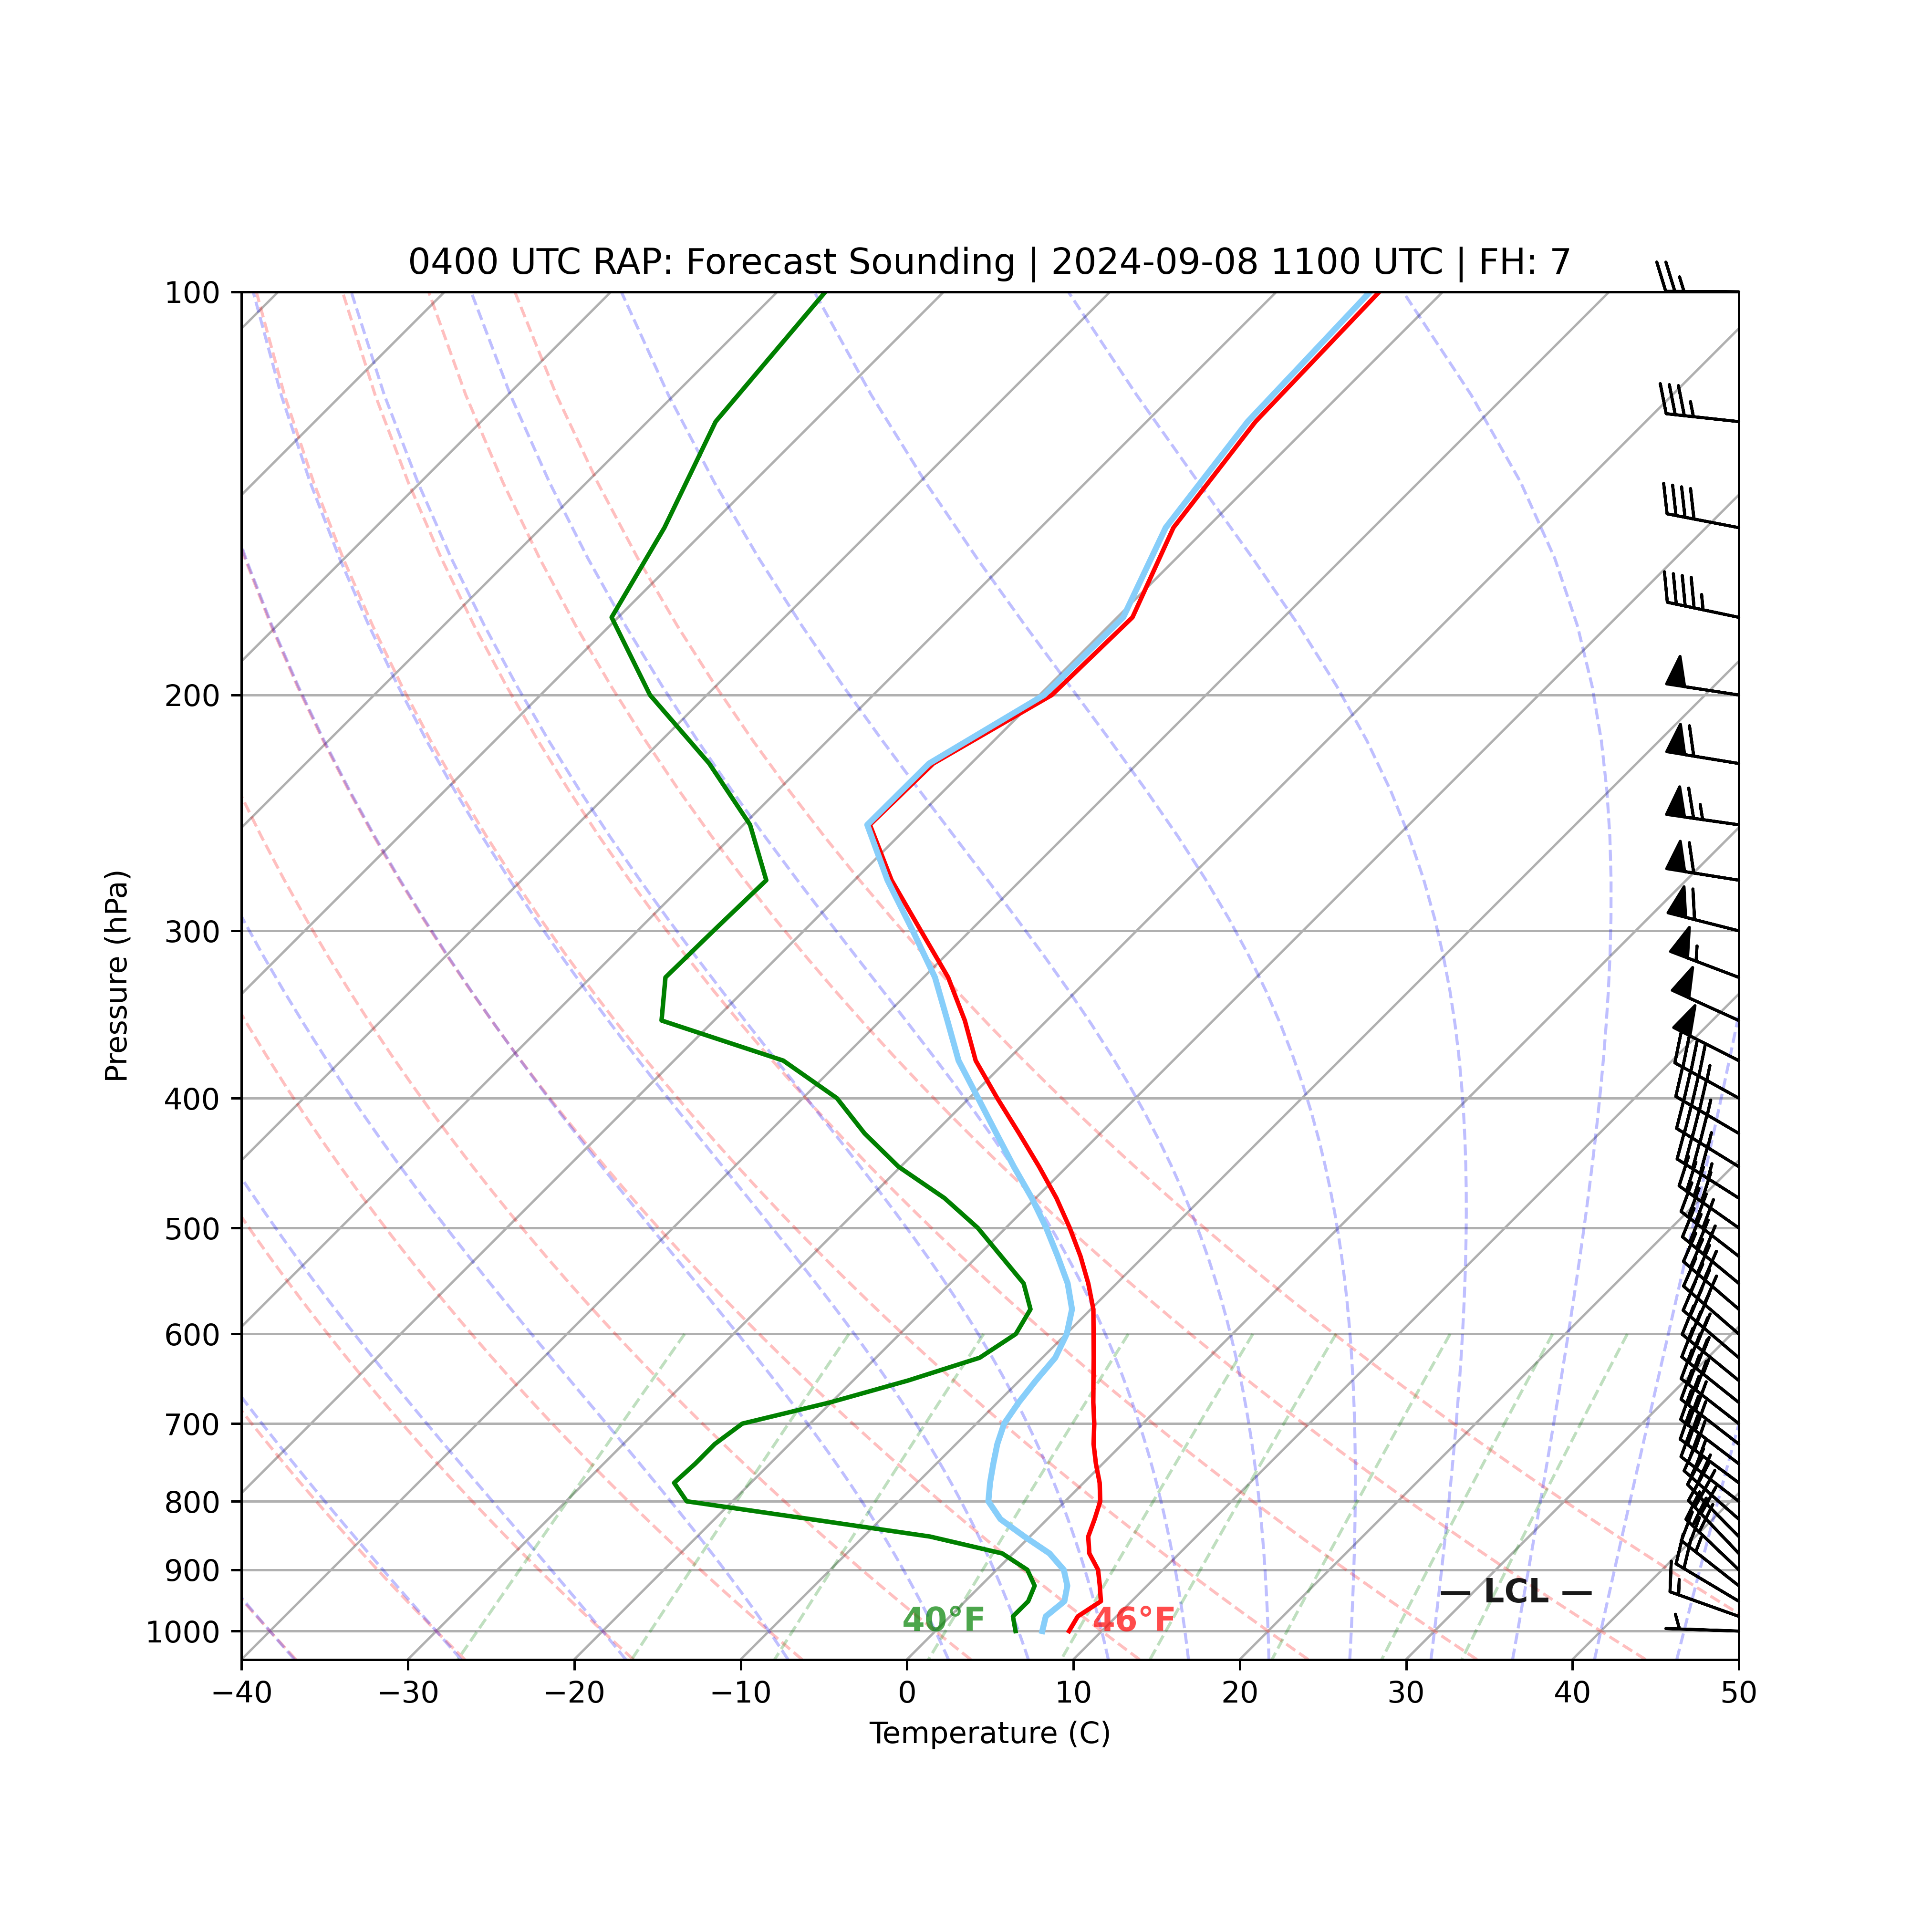 0400 UTC RAP: Forecast Sounding | 2024-09-08 1100 UTC | FH: 7
100
200
300
400
500
600
700
800
900
1000
Pressure (hPa)
— LCL —
40°F
46°F
−40 −30 −20 −10 0 10 20 30 40 50
Temperature (C)